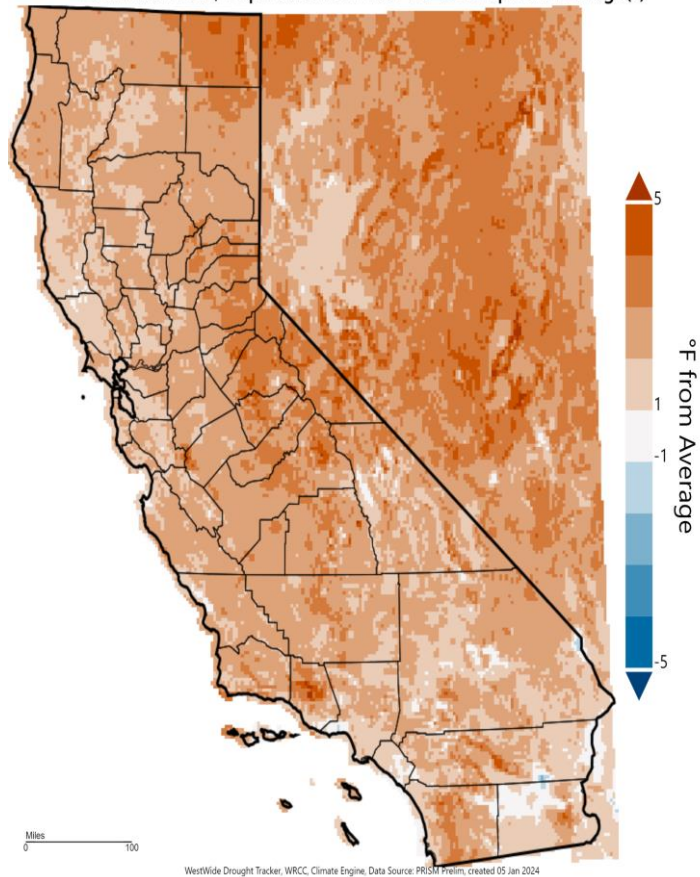 5
1
-1
-5
°F from Average
Miles
0 100
WestWide Drought Tracker, WRCC, Climate Engine, Data Source: PRISM Prelim, created 05 Jan 2024